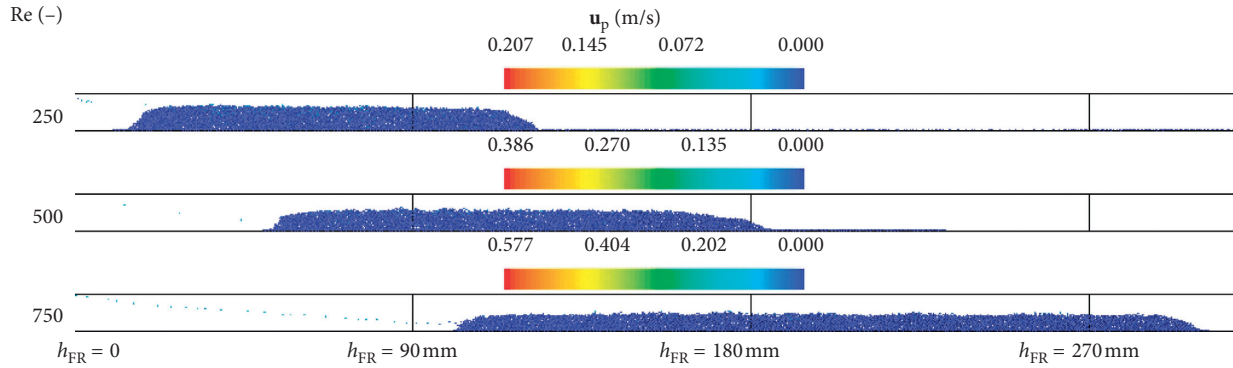 Re (–)
u_p (m/s)
0.207 0.145 0.072 0.000
250
0.386 0.270 0.135 0.000
500
0.577 0.404 0.202 0.000
750
h_FR = 0 h_FR = 90 mm h_FR = 180 mm h_FR = 270 mm